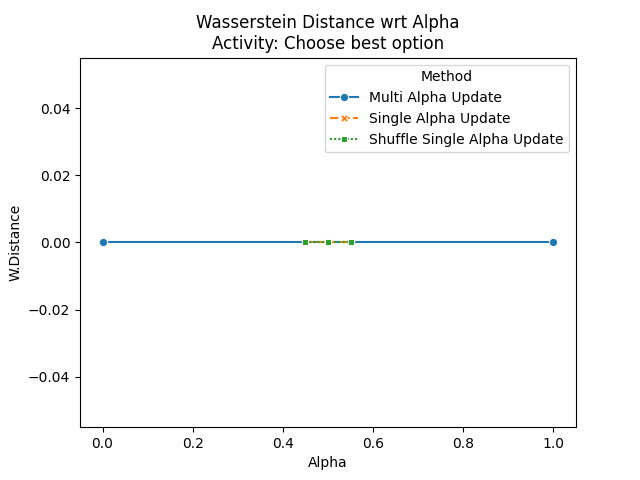 Wasserstein Distance wrt Alpha
Activity: Choose best option
Method
Multi Alpha Update
Single Alpha Update
Shuffle Single Alpha Update
W.Distance
0.04
0.02
0.00
−0.02
−0.04
0.0 0.2 0.4 0.6 0.8 1.0
Alpha